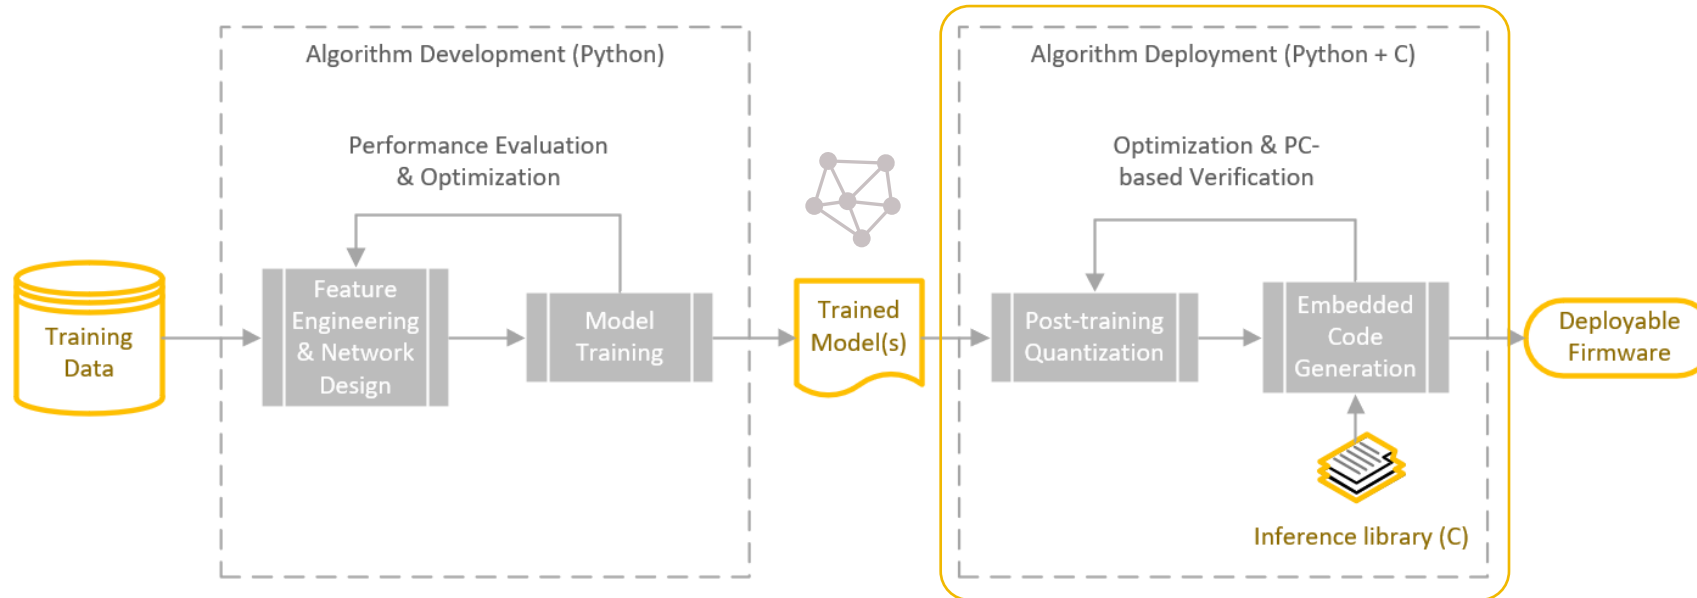 Algorithm Development (Python)
Performance Evaluation
& Optimization
Training
Data
Feature
Engineering
& Network
Design
Model
Training
Trained
Model(s)
Algorithm Deployment (Python + C)
Optimization & PC-
based Verification
Post-training
Quantization
Embedded
Code
Generation
Inference library (C)
Deployable
Firmware